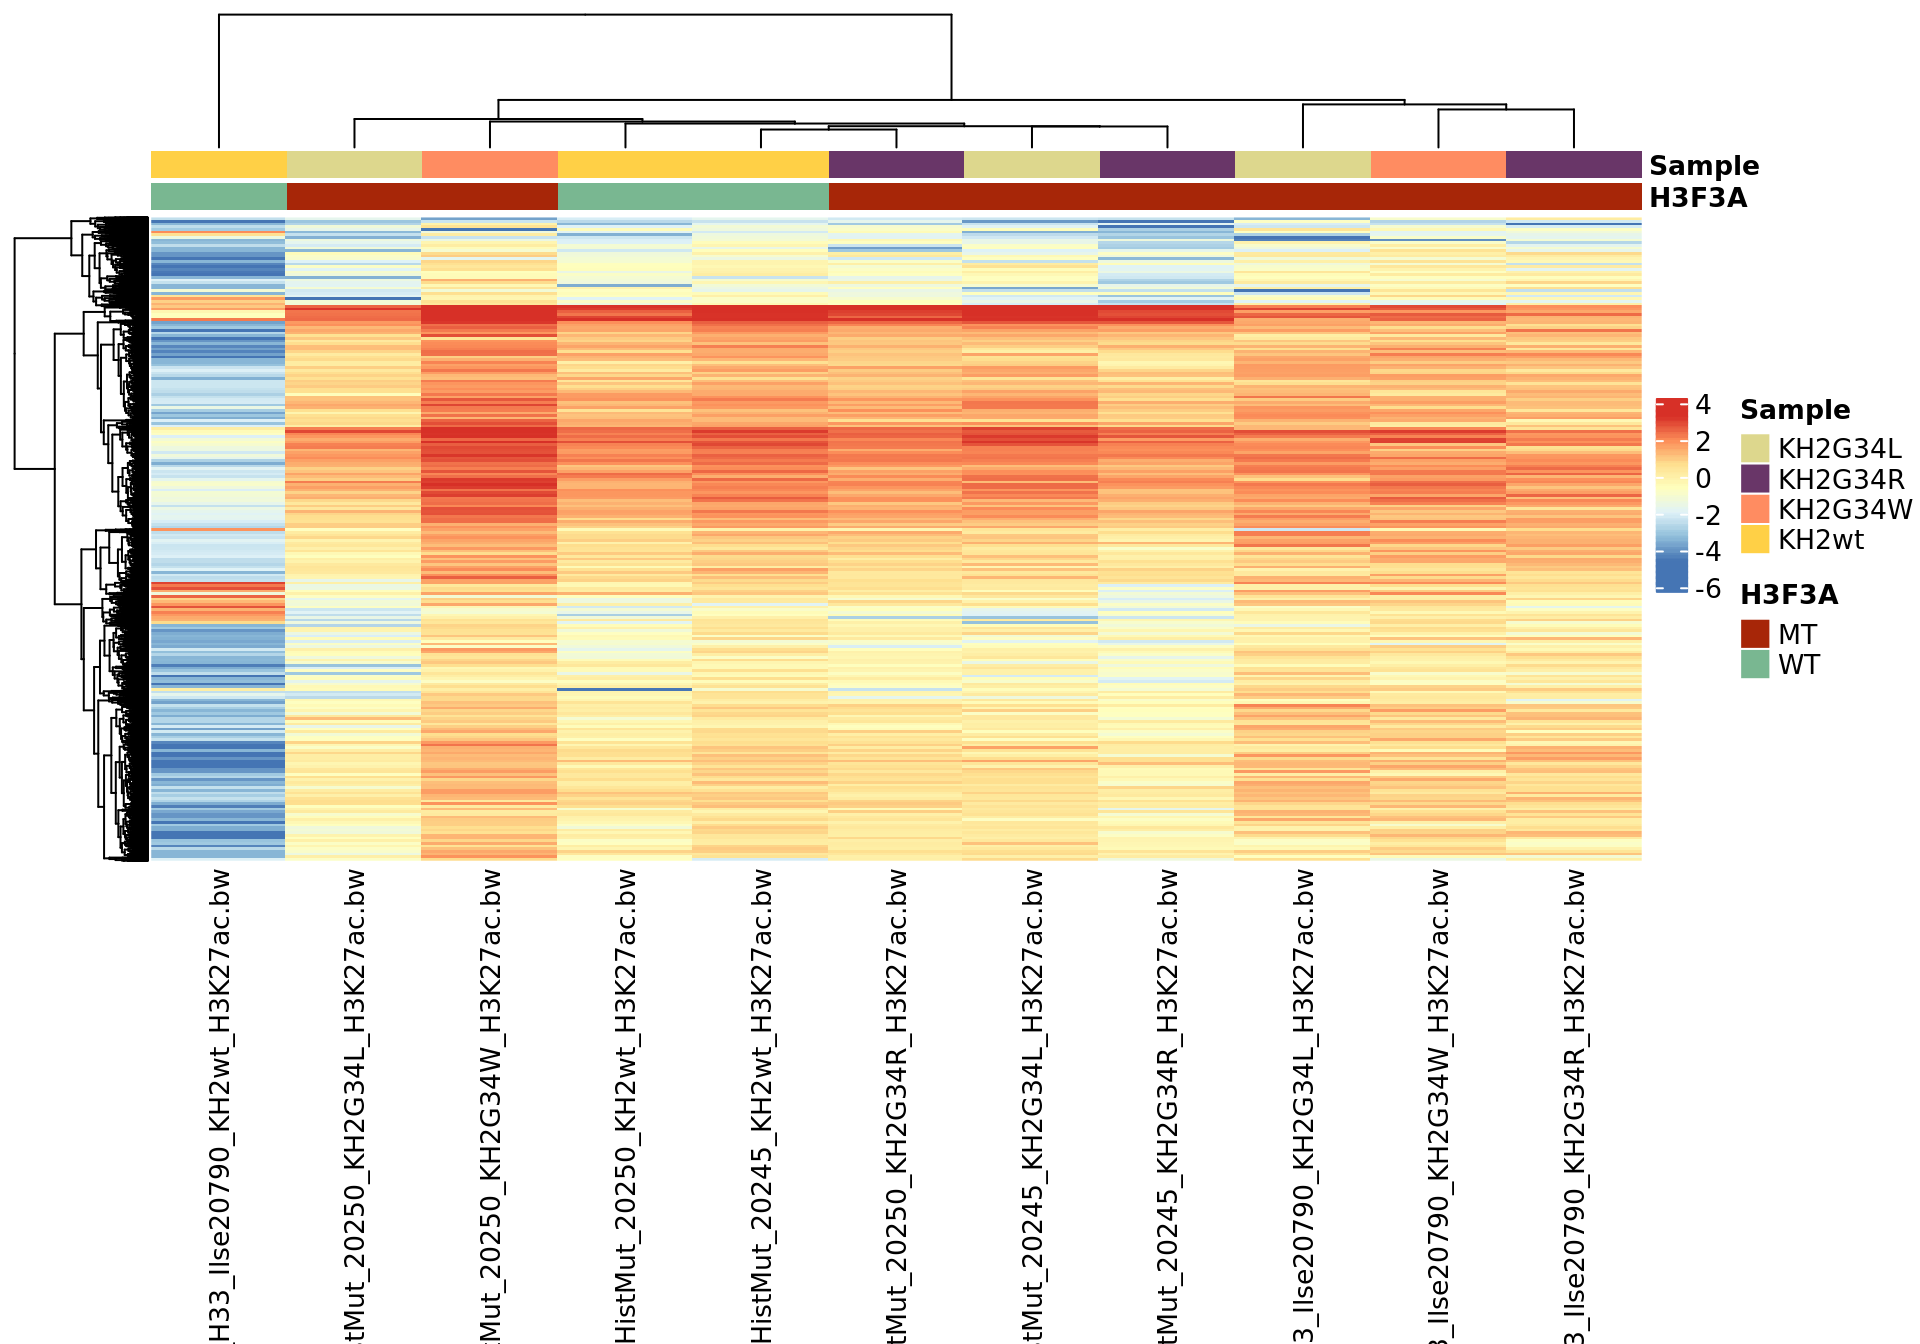 Sample
H3F3A
4
2
0
-2
-4
-6
Sample
KH2G34L
KH2G34R
KH2G34W
KH2wt
H3F3A
MT
WT
H33_Ilse20790_KH2wt_H3K27ac.bw
tMut_20250_KH2G34L_H3K27ac.bw
Mut_20250_KH2G34W_H3K27ac.bw
HistMut_20250_KH2wt_H3K27ac.bw
HistMut_20245_KH2wt_H3K27ac.bw
tMut_20250_KH2G34R_H3K27ac.bw
tMut_20245_KH2G34L_H3K27ac.bw
tMut_20245_KH2G34R_H3K27ac.bw
3_Ilse20790_KH2G34L_H3K27ac.bw
3_Ilse20790_KH2G34W_H3K27ac.bw
3_Ilse20790_KH2G34R_H3K27ac.bw